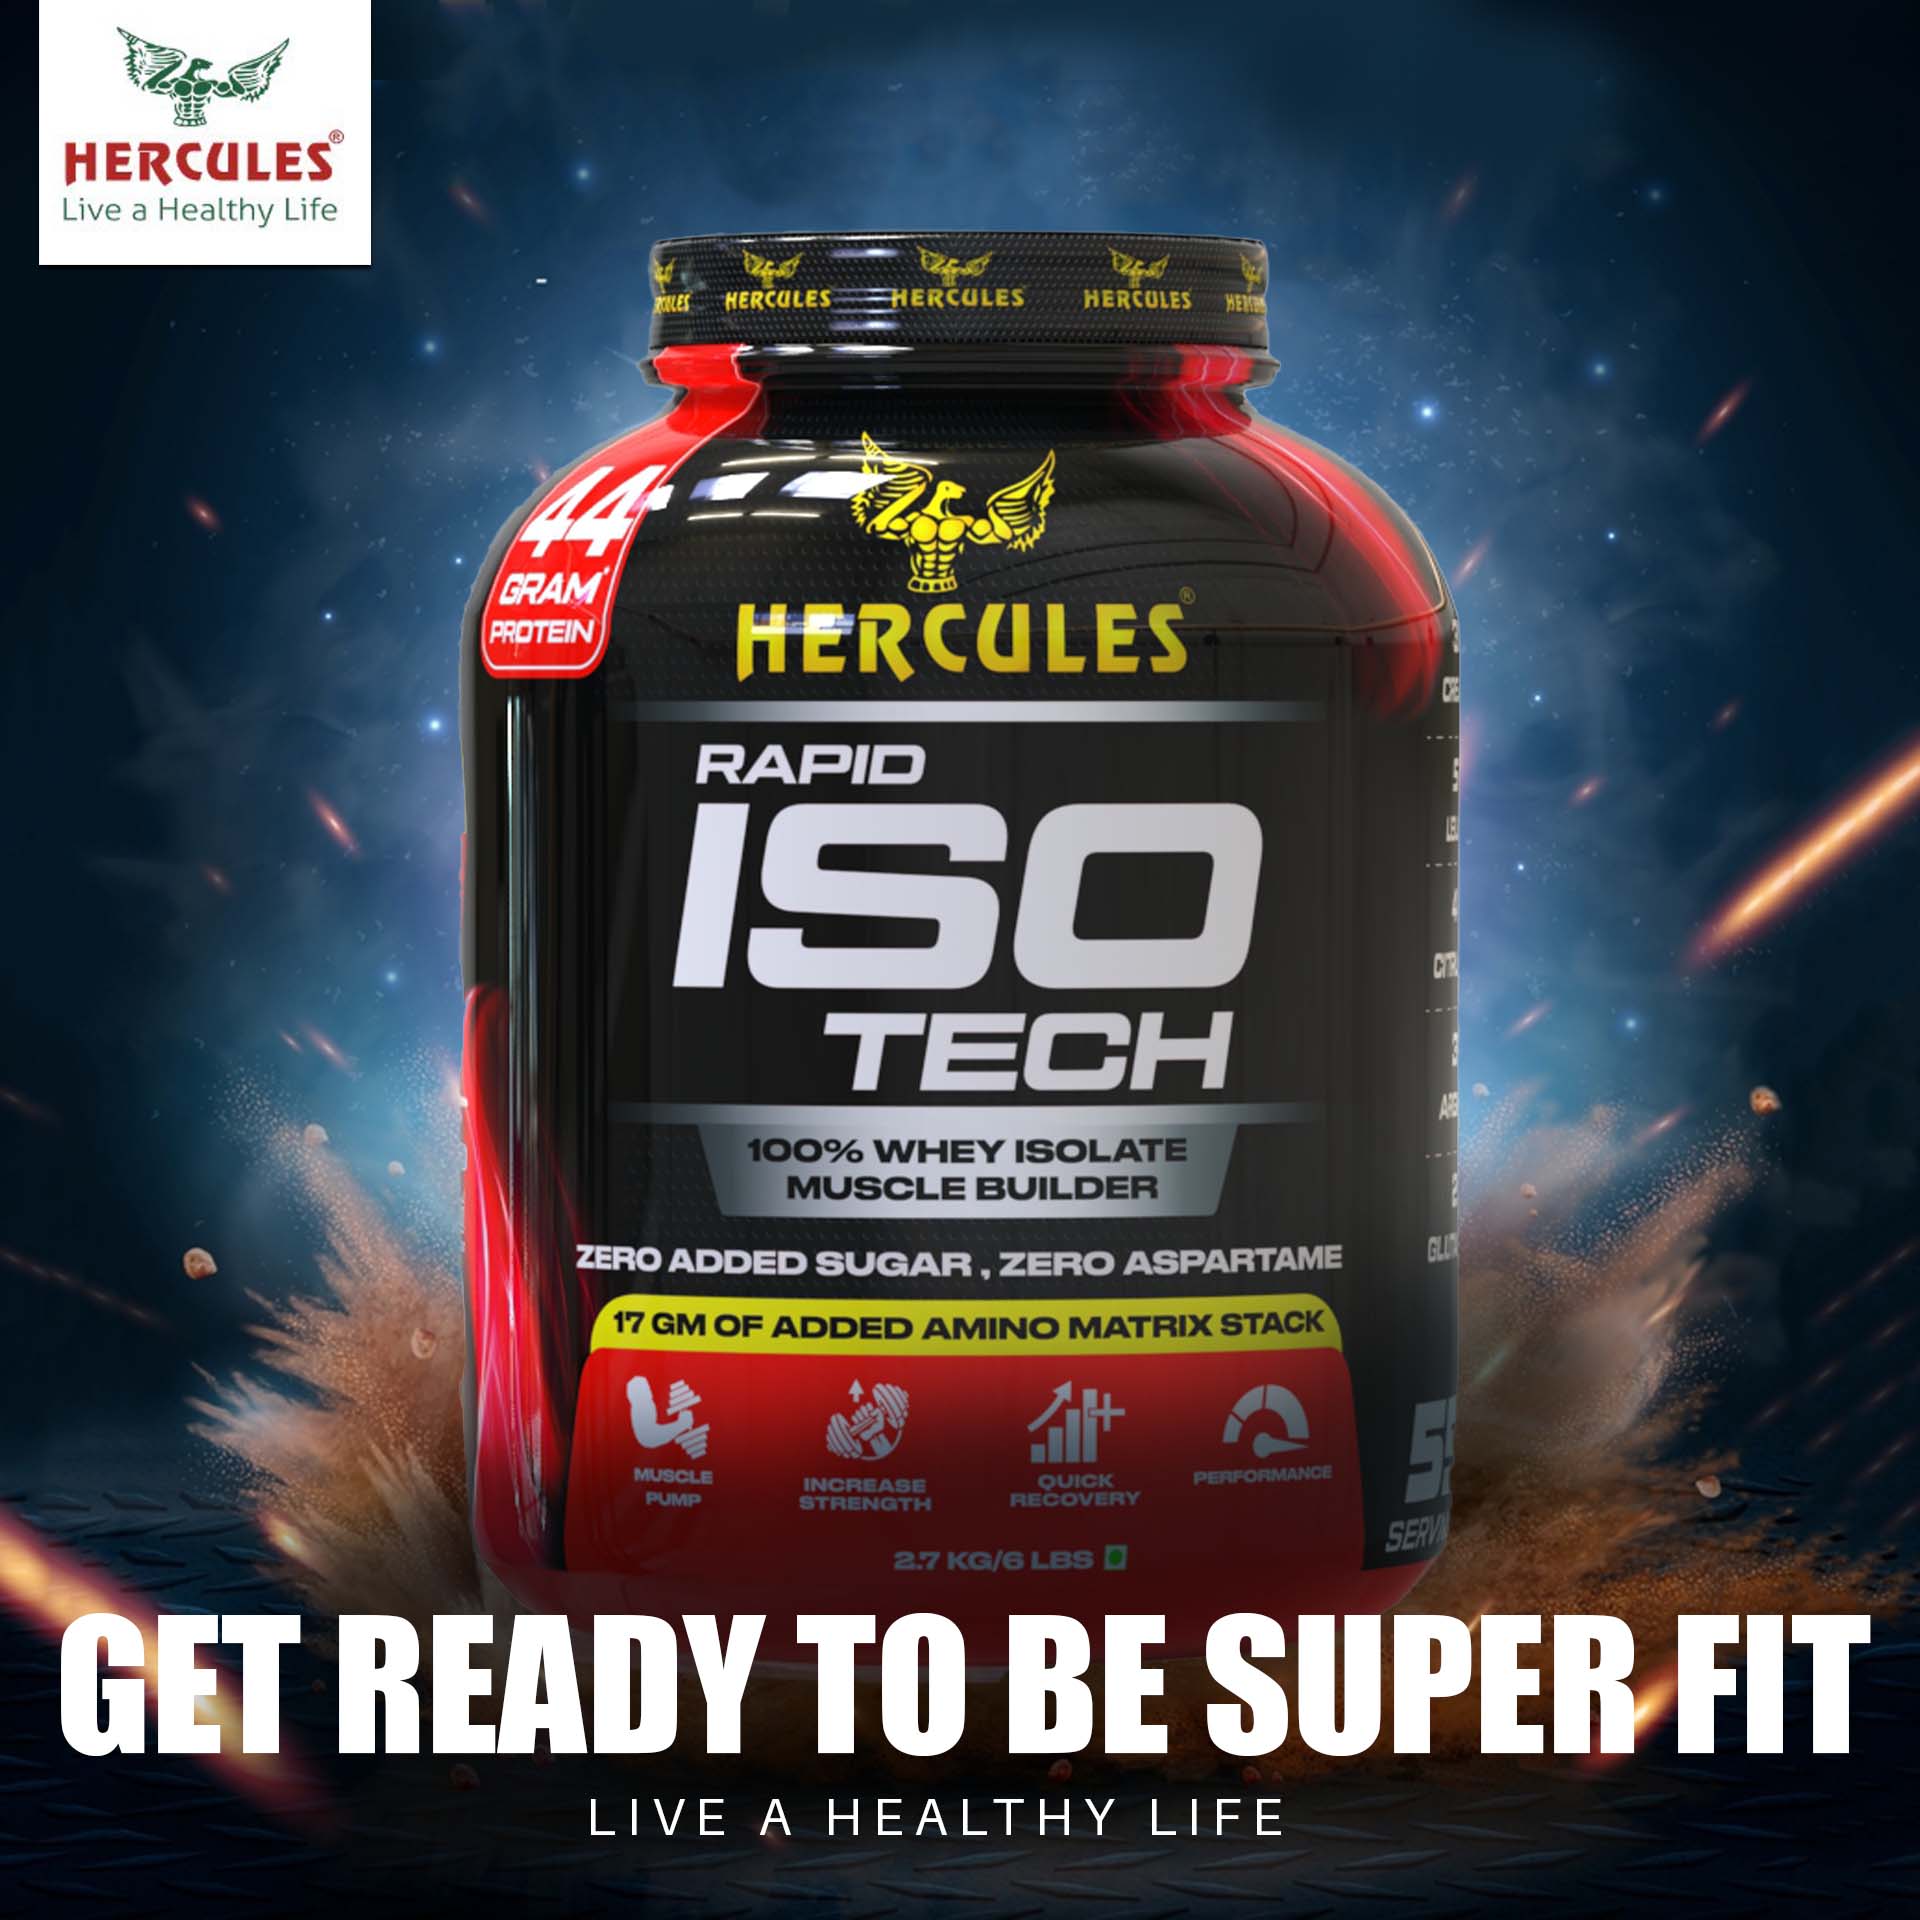 HERCULES®
Live a Healthy Life
HERCULES
HERCULES
HERCULES
44
GRAM*
PROTEIN
HERCULES®
RAPID
ISO
TECH
100% WHEY ISOLATE
MUSCLE BUILDER
ZERO ADDED SUGAR , ZERO ASPARTAME
17 GM OF ADDED AMINO MATRIX STACK
MUSCLE
PUMP
INCREASE
STRENGTH
QUICK
RECOVERY
PERFORMANCE
2.7 KG/6 LBS
GET READY TO BE SUPER FIT
LIVE A HEALTHY LIFE